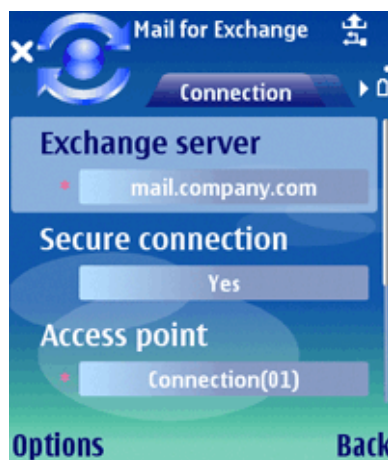 Mail for Exchange
Connection
Exchange server
mail.company.com
Secure connection
Yes
Access point
Connection(01)
Options Back